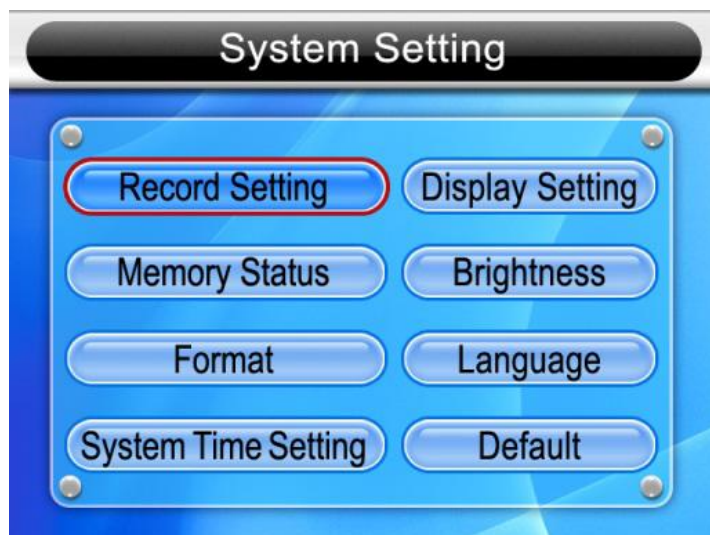 System Setting
Record Setting
Display Setting
Memory Status
Brightness
Format
Language
System Time Setting
Default